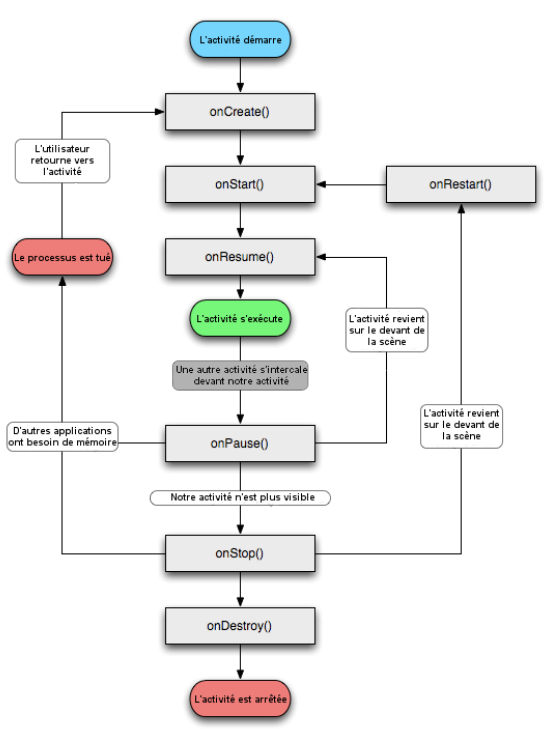 L'activité démarre
onCreate()
L'utilisateur
retourne vers
l'activité
onStart()
onRestart()
Le processus est tué
onResume()
L'activité s'exécute
L'activité revient
sur le devant de
la scène
Une autre activité s'intercale
devant notre activité
L'activité revient
sur le devant de
la scène
D'autres applications
ont besoin de mémoire
onPause()
Notre activité n'est plus visible
onStop()
onDestroy()
L'activité est arrêtée